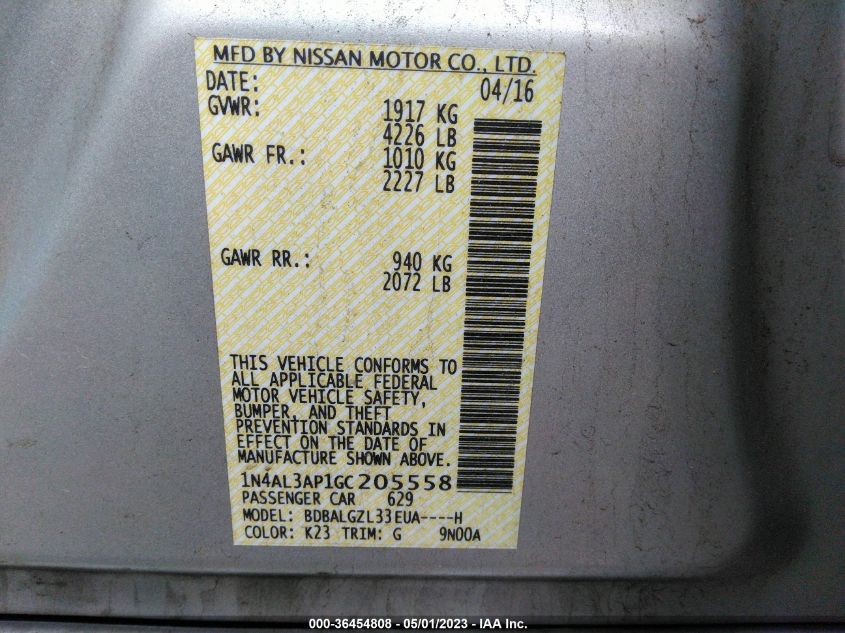 MFD BY NISSAN MOTOR CO., LTD.
DATE: 04/16
GVWR: 1917 KG
4226 LB
GAWR FR.: 1010 KG
2227 LB
GAWR RR.: 940 KG
2072 LB
THIS VEHICLE CONFORMS TO
ALL APPLICABLE FEDERAL
MOTOR VEHICLE SAFETY,
BUMPER, AND THEFT
PREVENTION STANDARDS IN
EFFECT ON THE DATE OF
MANUFACTURE SHOWN ABOVE.
1N4AL3AP1GC205558
PASSENGER CAR 629
MODEL: BDBALGZL33EUA----H
COLOR: K23 TRIM: G 9N00A
000-36454808 - 05/01/2023 - IAA Inc.